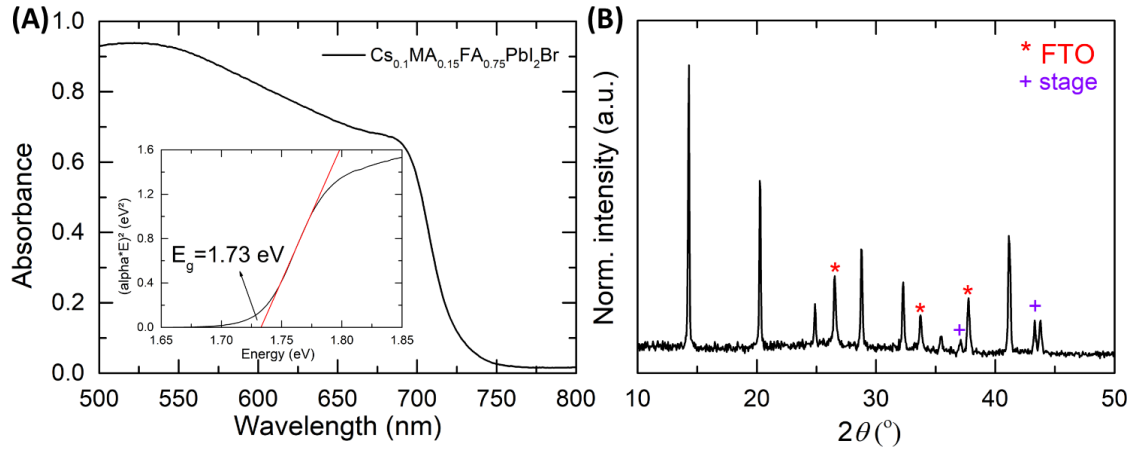 (A)
1.0
0.8
0.6
0.4
0.2
0.0
Absorbance
500 550 600 650 700 750 800
Wavelength (nm)
Cs0.1MA0.15FA0.75PbI2Br
1.6
1.2
0.8
0.4
0.0
(alpha*E)² (eV²)
1.65 1.70 1.75 1.80 1.85
Energy (eV)
Eg=1.73 eV
(B)
Norm. intensity (a.u.)
* FTO
+ stage
*
*
*
+
+
10 20 30 40 50
2θ (°)